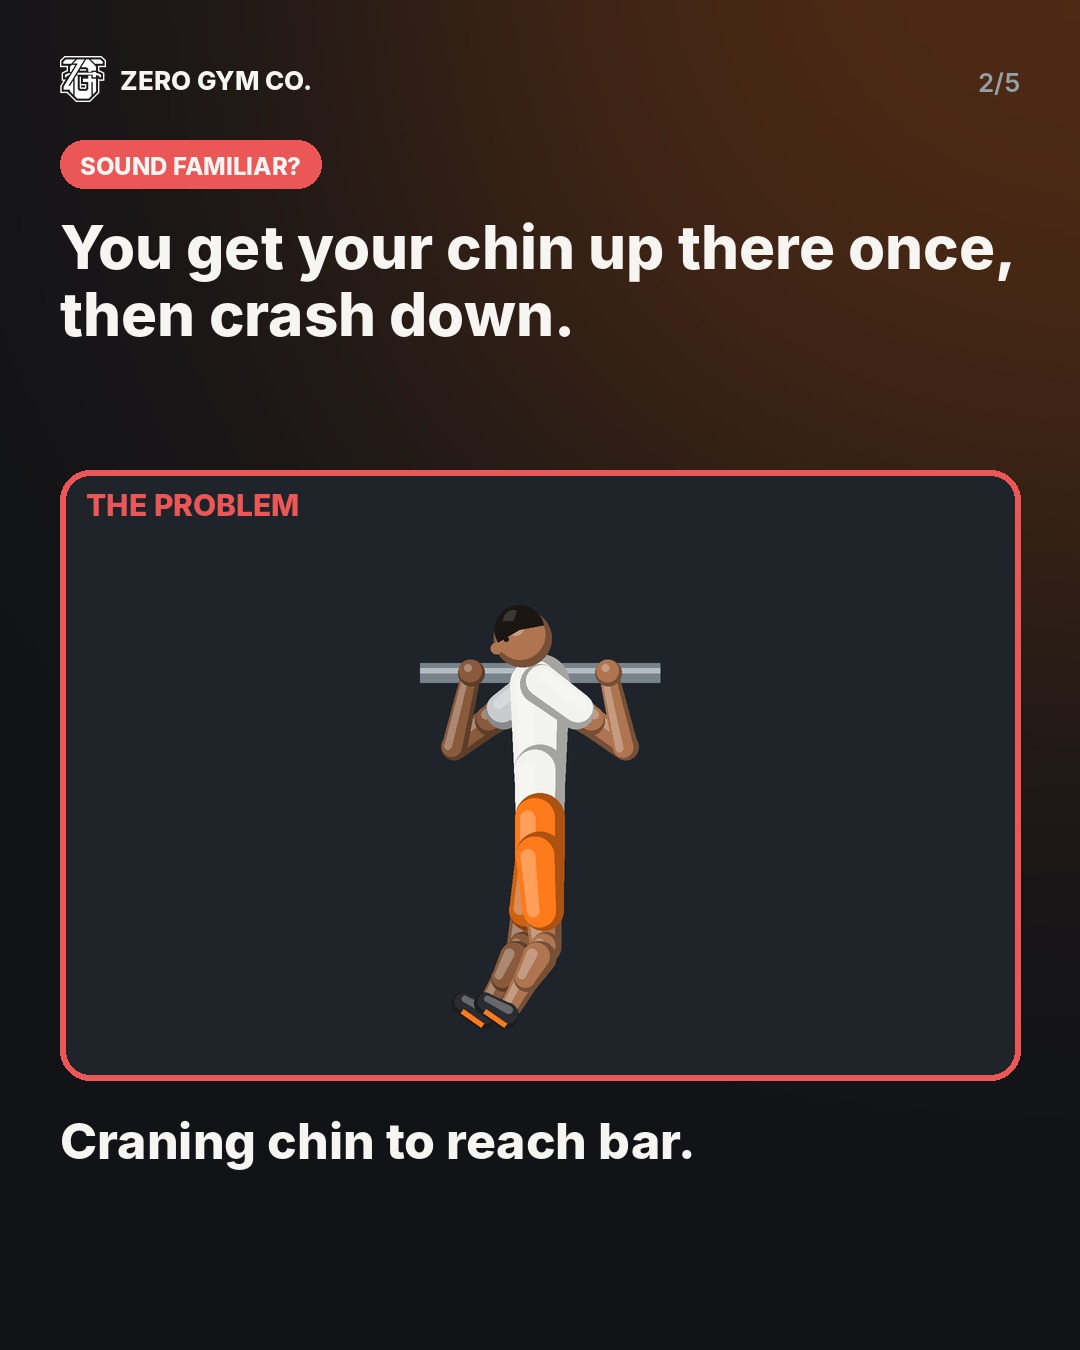 ZERO GYM CO.
2/5
SOUND FAMILIAR?
You get your chin up there once,
then crash down.
THE PROBLEM
Craning chin to reach bar.